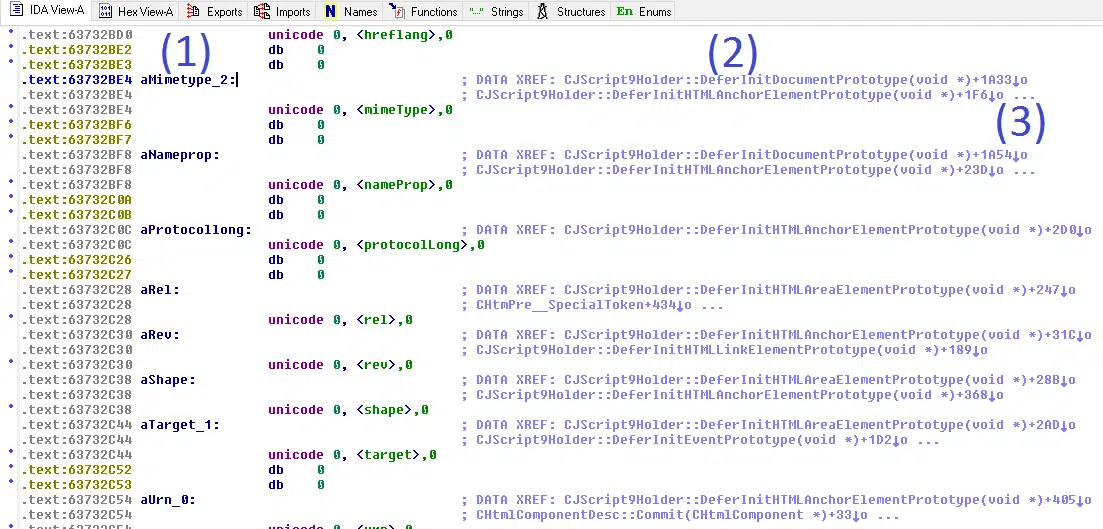 IDA View-A Hex View-A Exports Imports N Names Functions "..." Strings Structures En Enums
.text:63732BD0 unicode 0, <hreflang>,0
.text:63732BE2 db 0
.text:63732BE3 db 0
(1) (2)
.text:63732BE4 aMimetype_2: ; DATA XREF: CJScript9Holder::DeferInitDocumentPrototype(void *)+1A33↓o
.text:63732BE4 ; CJScript9Holder::DeferInitHTMLAnchorElementPrototype(void *)+1F6↓o ...
.text:63732BE4 unicode 0, <mimeType>,0
.text:63732BF6 db 0
(3)
.text:63732BF7 db 0
.text:63732BF8 aNameprop: ; DATA XREF: CJScript9Holder::DeferInitDocumentPrototype(void *)+1A54↓o
.text:63732BF8 ; CJScript9Holder::DeferInitHTMLAnchorElementPrototype(void *)+23D↓o ...
.text:63732BF8 unicode 0, <nameProp>,0
.text:63732C0A db 0
.text:63732C0B db 0
.text:63732C0C aProtocollong: ; DATA XREF: CJScript9Holder::DeferInitHTMLAnchorElementPrototype(void *)+2D0↓o
.text:63732C0C unicode 0, <protocolLong>,0
.text:63732C26 db 0
.text:63732C27 db 0
.text:63732C28 aRel: ; DATA XREF: CJScript9Holder::DeferInitHTMLAreaElementPrototype(void *)+247↓o
.text:63732C28 ; CHtmPre__SpecialToken+434↓o ...
.text:63732C28 unicode 0, <rel>,0
.text:63732C30 aRev: ; DATA XREF: CJScript9Holder::DeferInitHTMLAnchorElementPrototype(void *)+31C↓o
.text:63732C30 ; CJScript9Holder::DeferInitHTMLLinkElementPrototype(void *)+189↓o
.text:63732C30 unicode 0, <rev>,0
.text:63732C38 aShape: ; DATA XREF: CJScript9Holder::DeferInitHTMLAreaElementPrototype(void *)+28B↓o
.text:63732C38 ; CJScript9Holder::DeferInitHTMLAnchorElementPrototype(void *)+368↓o
.text:63732C38 unicode 0, <shape>,0
.text:63732C44 aTarget_1: ; DATA XREF: CJScript9Holder::DeferInitHTMLAreaElementPrototype(void *)+2AD↓o
.text:63732C44 ; CJScript9Holder::DeferInitEventPrototype(void *)+1D2↓o ...
.text:63732C44 unicode 0, <target>,0
.text:63732C52 db 0
.text:63732C53 db 0
.text:63732C54 aUrn_0: ; DATA XREF: CJScript9Holder::DeferInitHTMLAnchorElementPrototype(void *)+405↓o
.text:63732C54 ; CHtmlComponentDesc::Commit(CHtmlComponent *)+33↓o ...